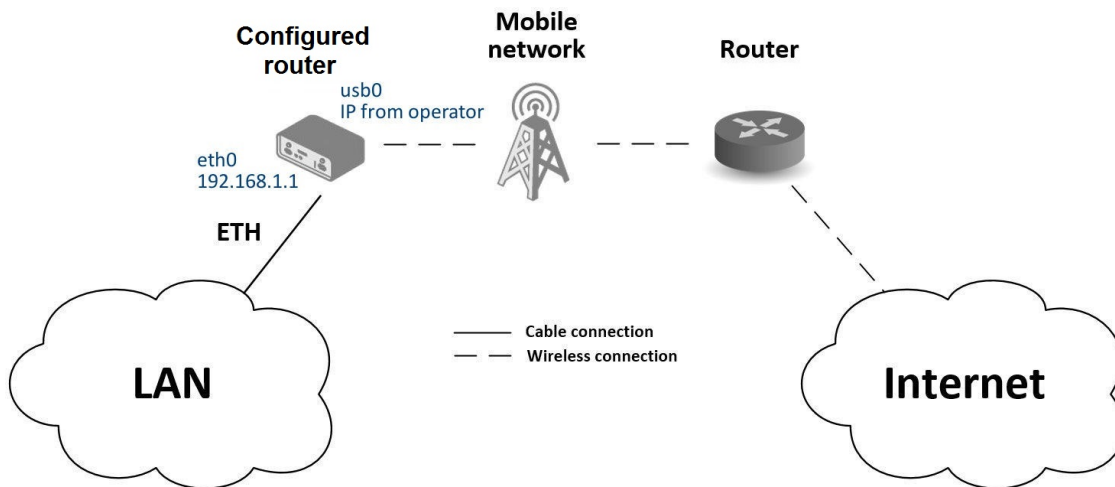 Configured
router
Mobile
network
Router
usb0
IP from operator
eth0
192.168.1.1
ETH
LAN
Cable connection
Wireless connection
Internet